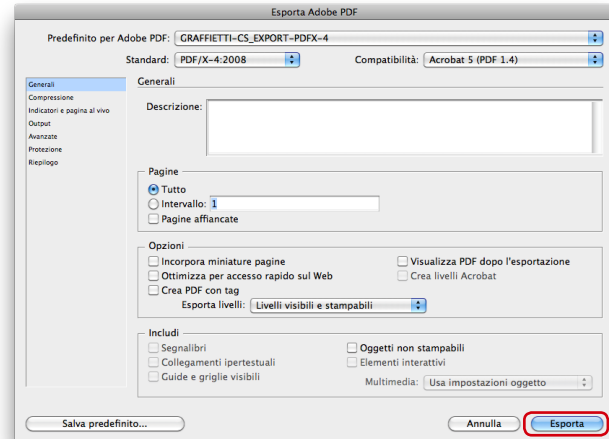 Esporta Adobe PDF
Predefinito per Adobe PDF: GRAFFIETTI-CS_EXPORT-PDFX-4
Standard: PDF/X-4:2008 Compatibilità: Acrobat 5 (PDF 1.4)
Generali
Compressione
Indicatori e pagina al vivo
Output
Avanzate
Protezione
Riepilogo
Generali
Descrizione:
Pagine
Tutto
Intervallo: 1
Pagine affiancate
Opzioni
Incorpora miniature pagine Visualizza PDF dopo l'esportazione
Ottimizza per accesso rapido sul Web Crea livelli Acrobat
Crea PDF con tag
Esporta livelli: Livelli visibili e stampabili
Includi
Segnalibri Oggetti non stampabili
Collegamenti ipertestuali Elementi interattivi
Guide e griglie visibili Multimedia: Usa impostazioni oggetto
Salva predefinito... Annulla Esporta